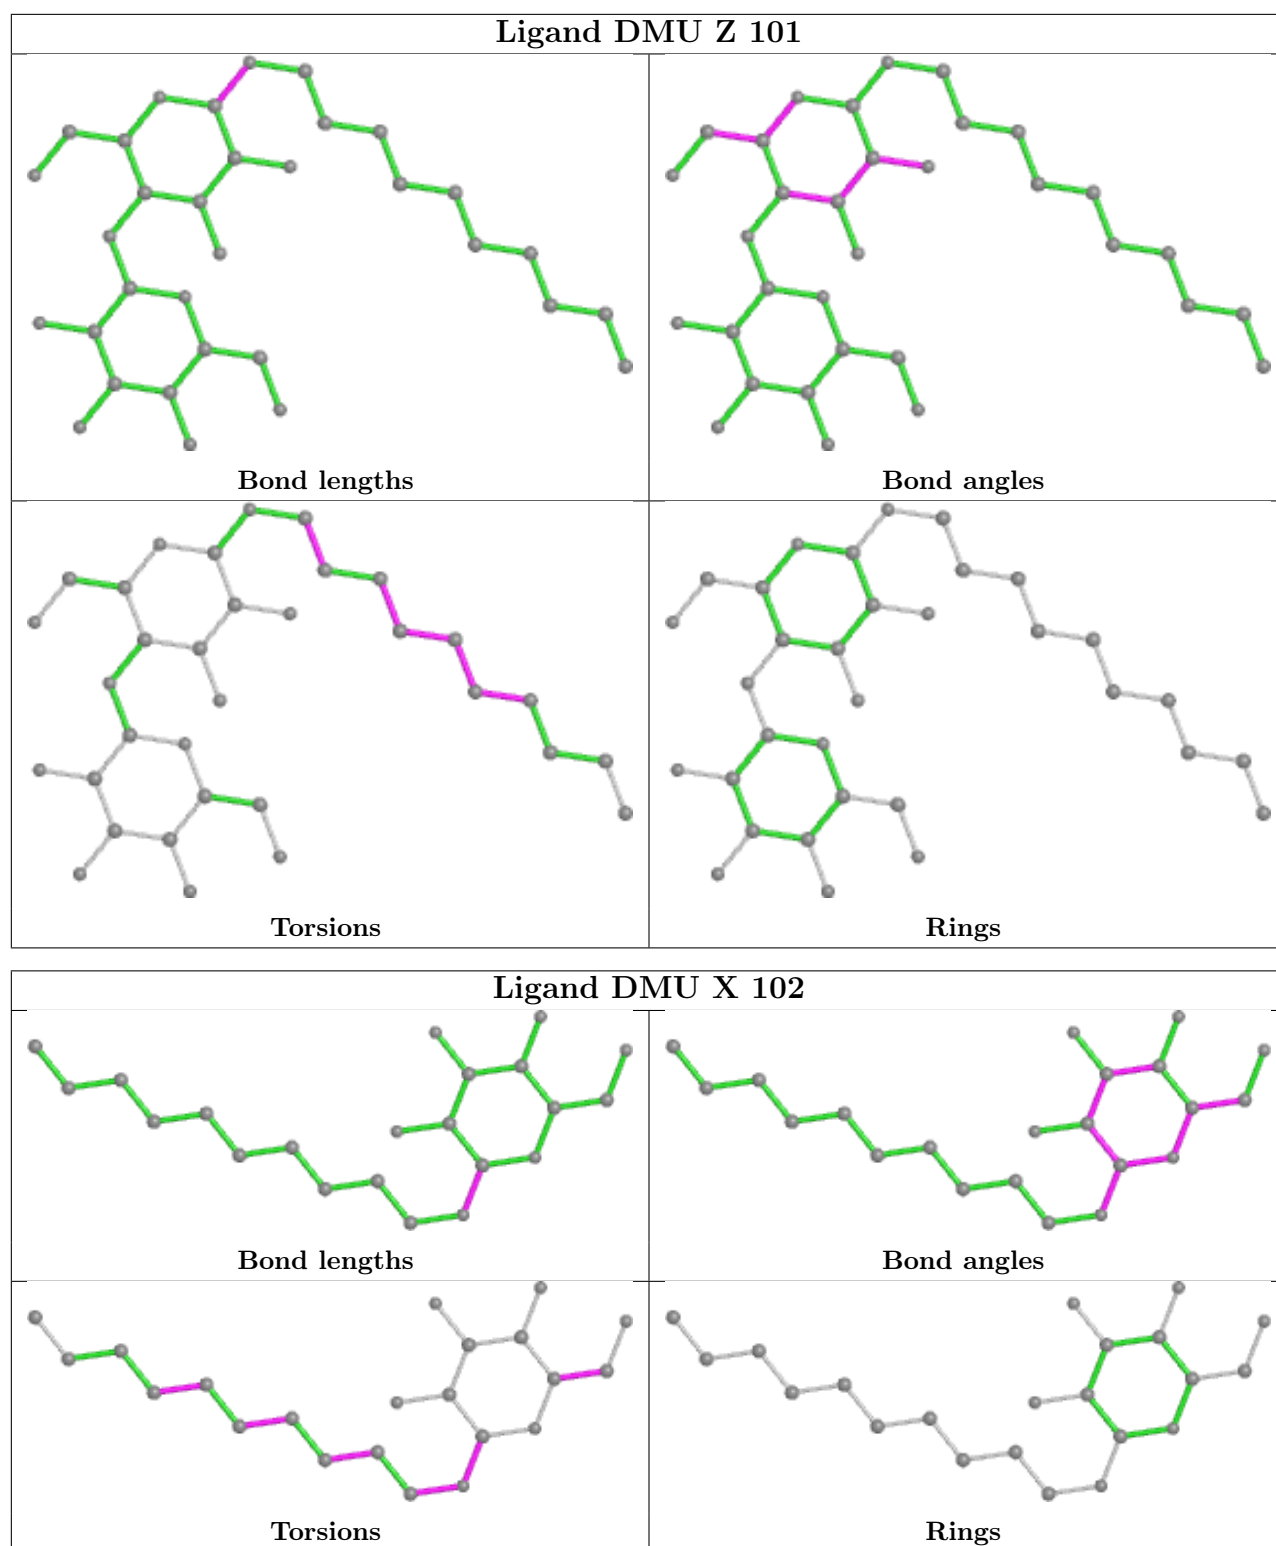 Ligand DMU Z 101
Bond lengths
Bond angles
Torsions
Rings
Ligand DMU X 102
Bond lengths
Bond angles
Torsions
Rings